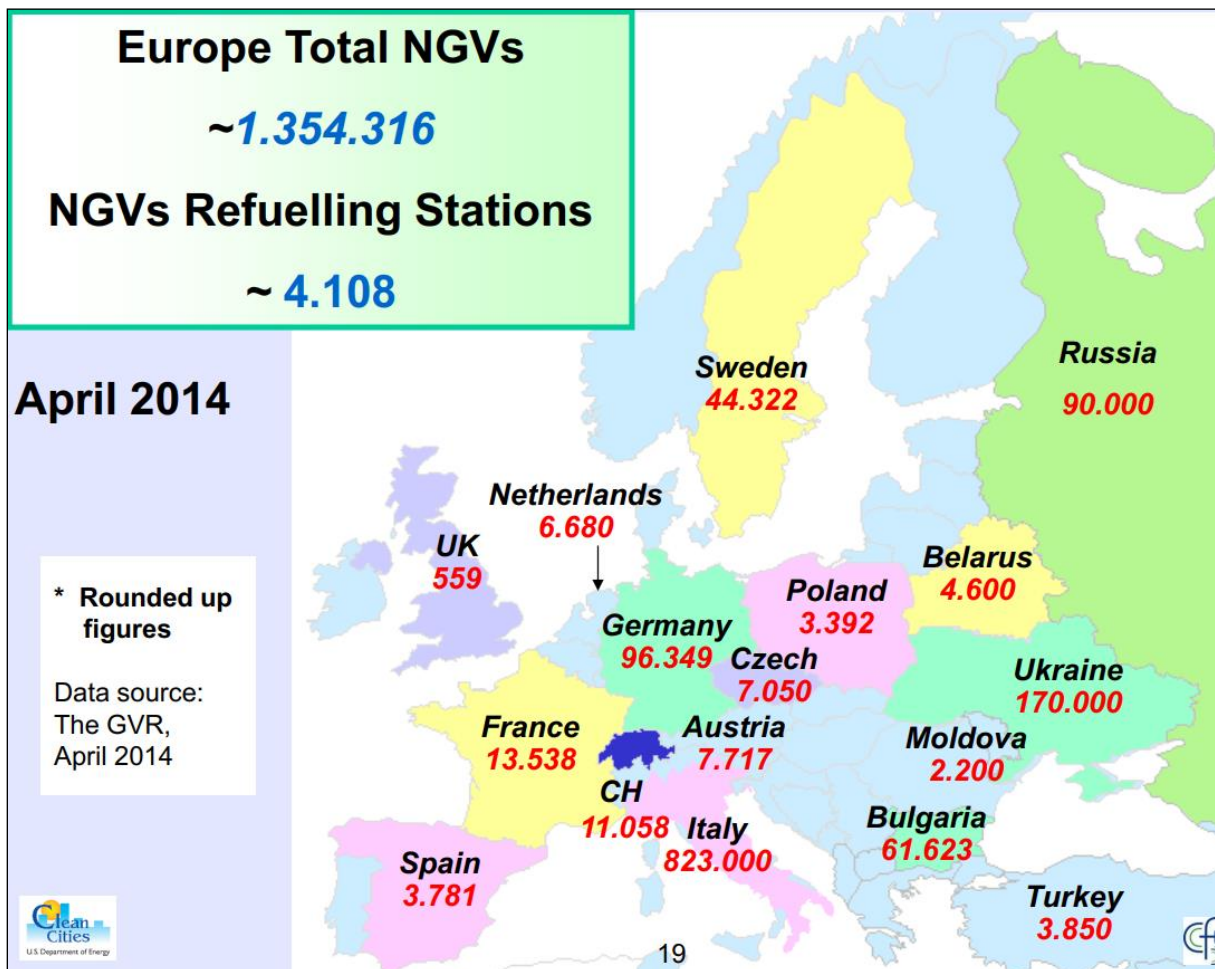 Europe Total NGVs
~1.354.316
NGVs Refuelling Stations
~ 4.108
April 2014
* Rounded up
figures
Data source:
The GVR,
April 2014
Sweden
44.322
Russia
90.000
Netherlands
6.680
UK
559
Belarus
4.600
Poland
3.392
Germany
96.349
Czech
7.050
Ukraine
170.000
France
13.538
Austria
7.717
Moldova
2.200
CH
11.058
Italy
823.000
Bulgaria
61.623
Spain
3.781
Turkey
3.850
Clean
Cities
U.S. Department of Energy
19